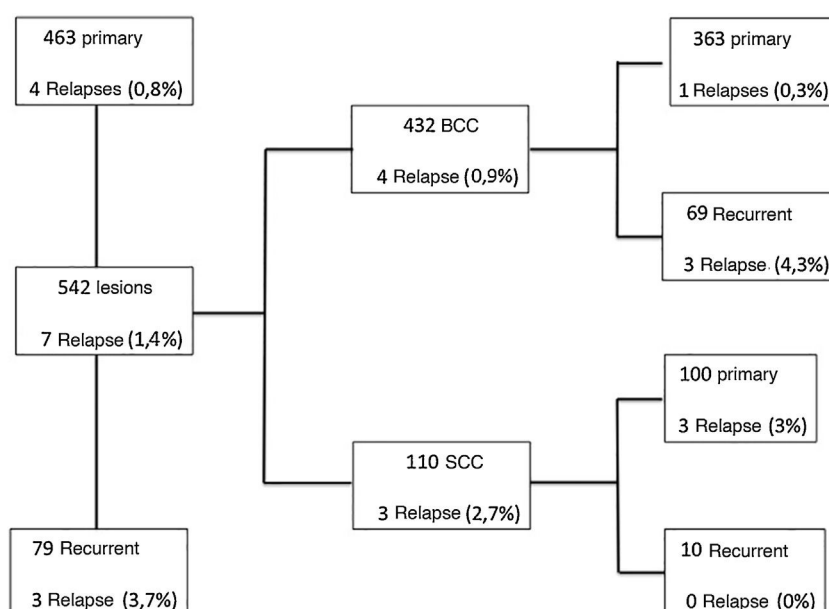 463 primary
4 Relapses (0,8%)
542 lesions
7 Relapse (1,4%)
79 Recurrent
3 Relapse (3,7%)
432 BCC
4 Relapse (0,9%)
110 SCC
3 Relapse (2,7%)
363 primary
1 Relapses (0,3%)
69 Recurrent
3 Relapse (4,3%)
100 primary
3 Relapse (3%)
10 Recurrent
0 Relapse (0%)